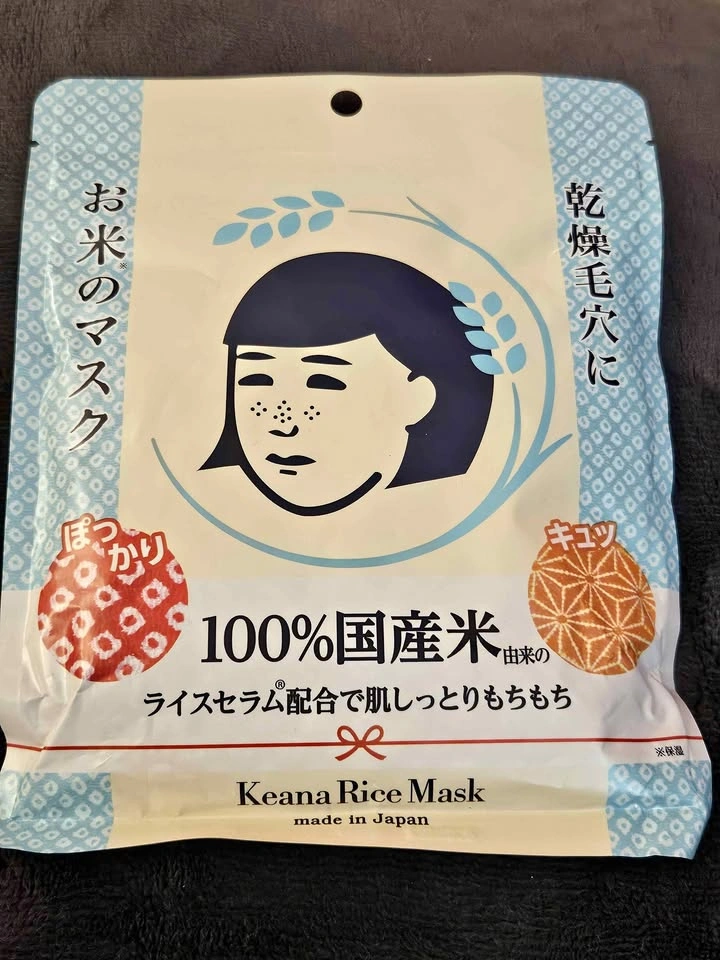 乾燥毛穴に
お米※のマスク
ぽっかり
キュッ
100%国産米由来の
ライスセラム®配合で肌しっとりもちもち
※保湿
Keana Rice Mask
made in Japan